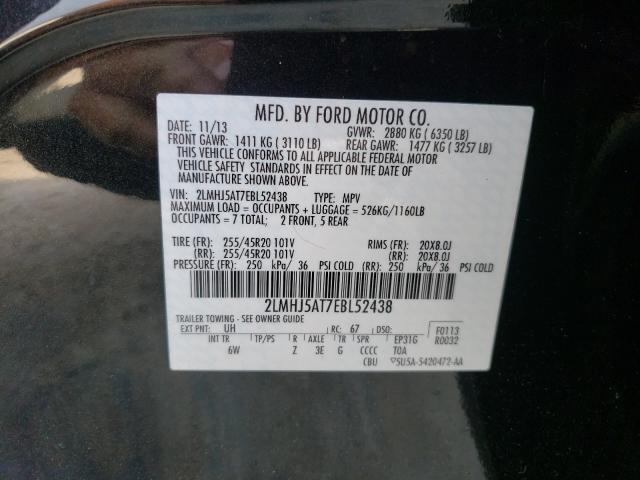 MFD. BY FORD MOTOR CO.
DATE: 11/13 GVWR: 2880 KG ( 6350 LB)
FRONT GAWR: 1411 KG ( 3110 LB) REAR GAWR: 1477 KG ( 3257 LB)
THIS VEHICLE CONFORMS TO ALL APPLICABLE FEDERAL MOTOR
VEHICLE SAFETY STANDARDS IN EFFECT ON THE DATE OF
MANUFACTURE SHOWN ABOVE.
VIN: 2LMHJ5AT7EBL52438 TYPE: MPV
MAXIMUM LOAD = OCCUPANTS + LUGGAGE = 526KG/1160LB
OCCUPANTS = 7 TOTAL: 2 FRONT, 5 REAR
TIRE (FR): 255/45R20 101V RIMS (FR): 20X8.0J
(RR): 255/45R20 101V (RR): 20X8.0J
PRESSURE (FR): 250 kPa/ 36 PSI COLD (RR): 250 kPa/ 36 PSI COLD
2LMHJ5AT7EBL52438
TRAILER TOWING - SEE OWNER GUIDE
EXT PNT: UH RC: 67 DSO: F0113
INT TR TP/PS R AXLE TR SPR EP31G R0032
6W Z 3E G CCCC TOA
CBU 5U5A-5420472-AA